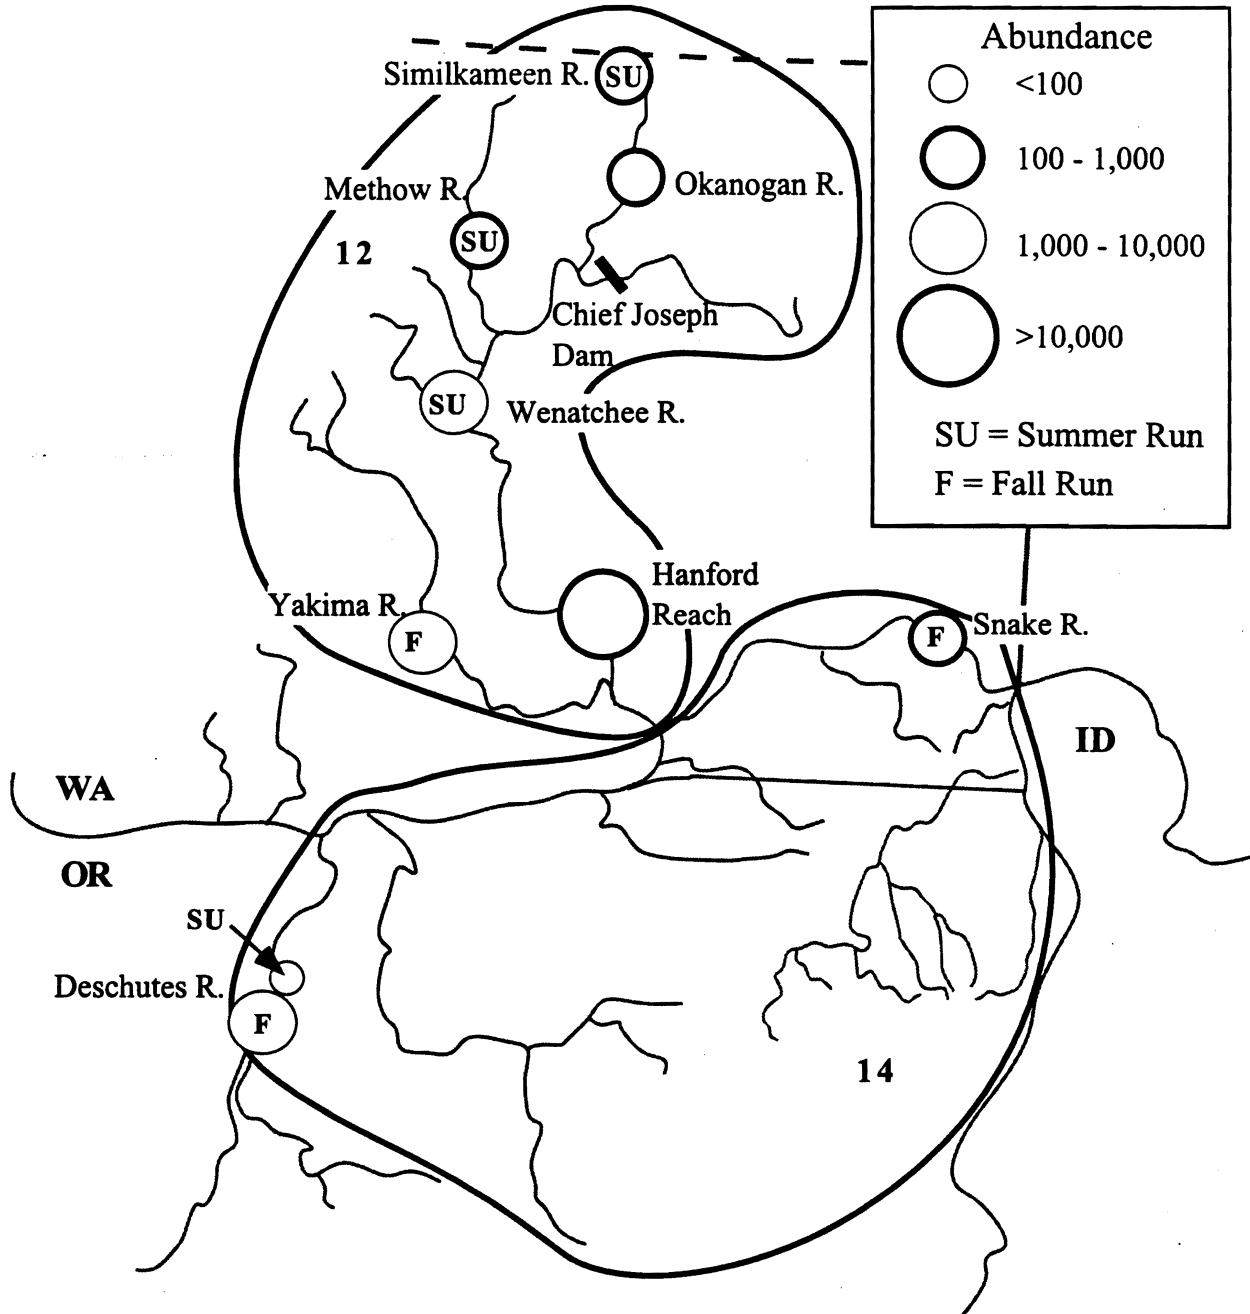 Abundance
<100
100 - 1,000
1,000 - 10,000
>10,000
SU = Summer Run
F = Fall Run
Similkameen R.
SU
Okanogan R.
Methow R.
SU
12
Chief Joseph
Dam
SU
Wenatchee R.
Hanford
Reach
Yakima R.
F
F
Snake R.
ID
WA
OR
SU
Deschutes R.
F
14